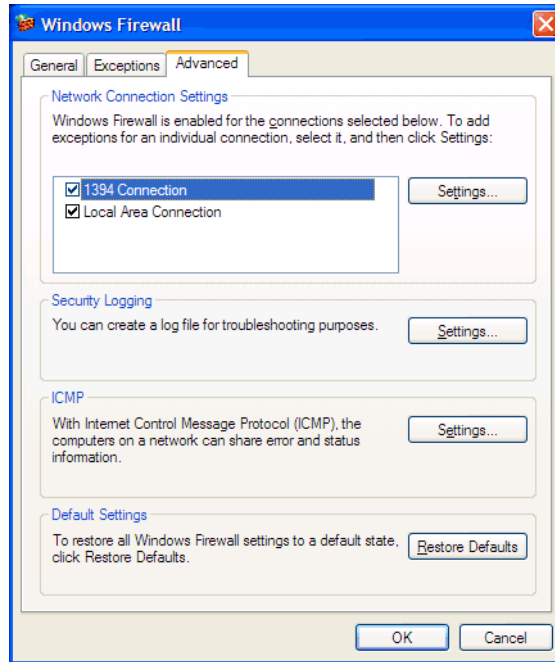 Windows Firewall
General
Exceptions
Advanced
Network Connection Settings
Windows Firewall is enabled for the connections selected below. To add
exceptions for an individual connection, select it, and then click Settings:
1394 Connection
Settings...
Local Area Connection
Security Logging
You can create a log file for troubleshooting purposes.
Settings...
ICMP
With Internet Control Message Protocol (ICMP), the
computers on a network can share error and status
information.
Settings...
Default Settings
To restore all Windows Firewall settings to a default state,
click Restore Defaults.
Restore Defaults
OK
Cancel